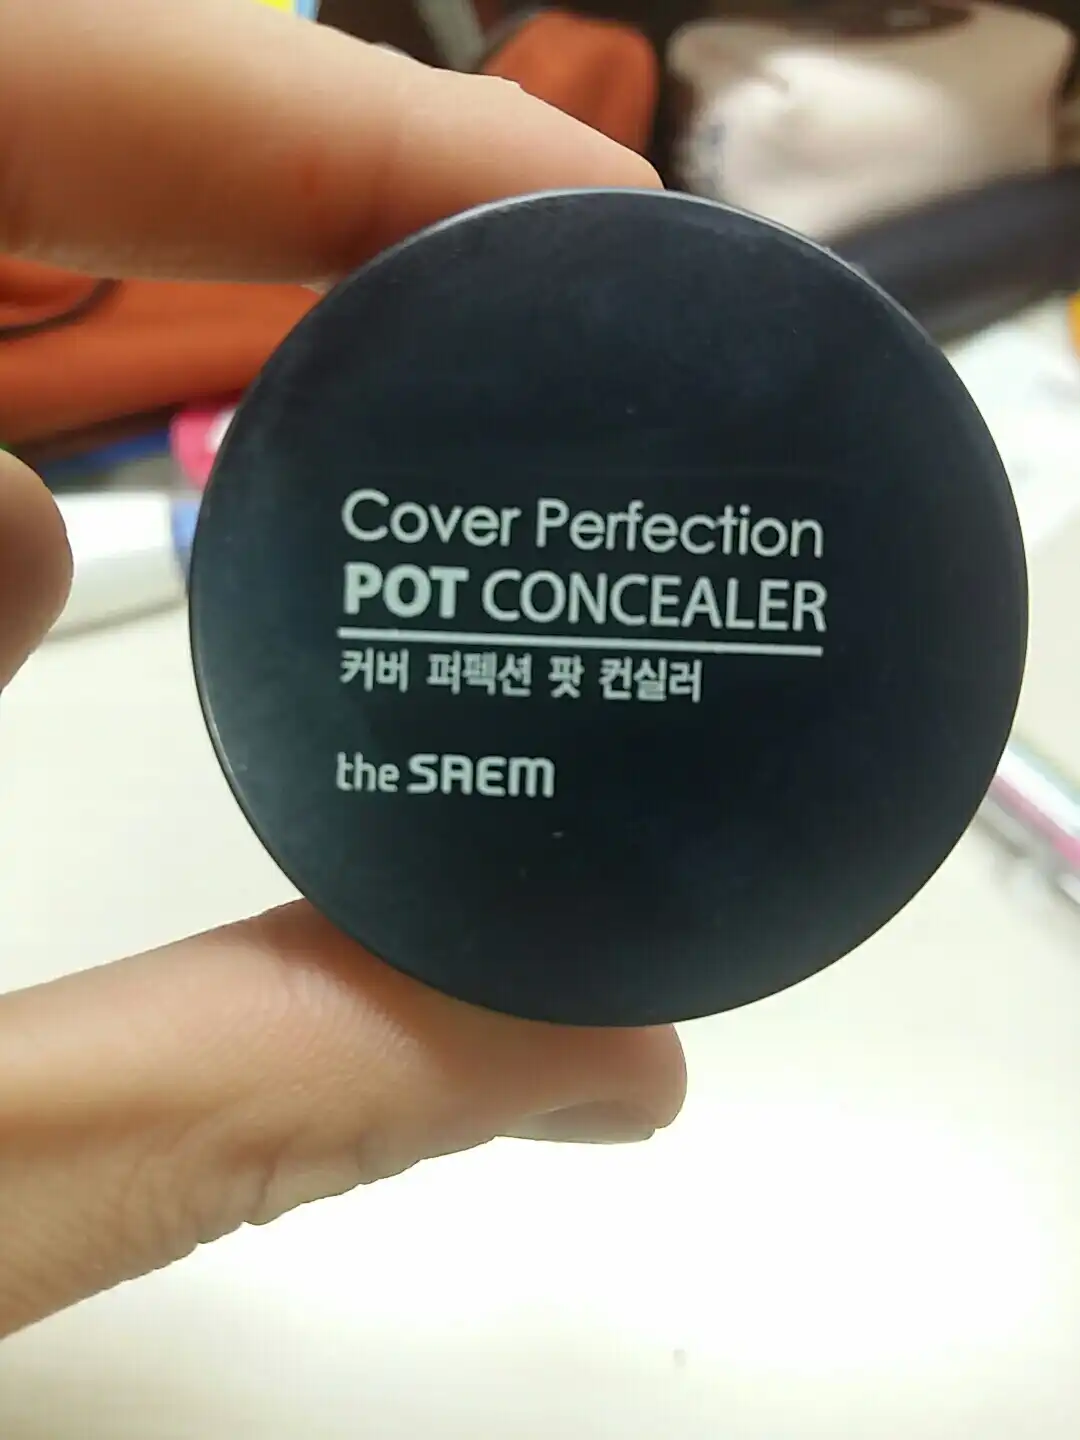 Cover Perfection
POT CONCEALER
커버 퍼펙션 팟 컨실러
the SAEM